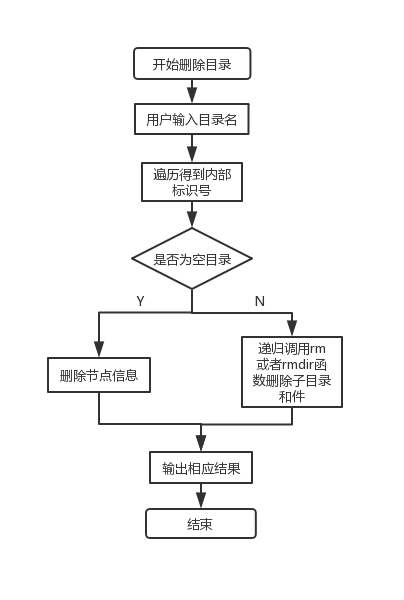 开始删除目录
用户输入目录名
遍历得到内部
标识号
是否为空目录
Y
N
删除节点信息
递归调用rm
或者rmdir函
数删除子目录
和件
输出相应结果
结束